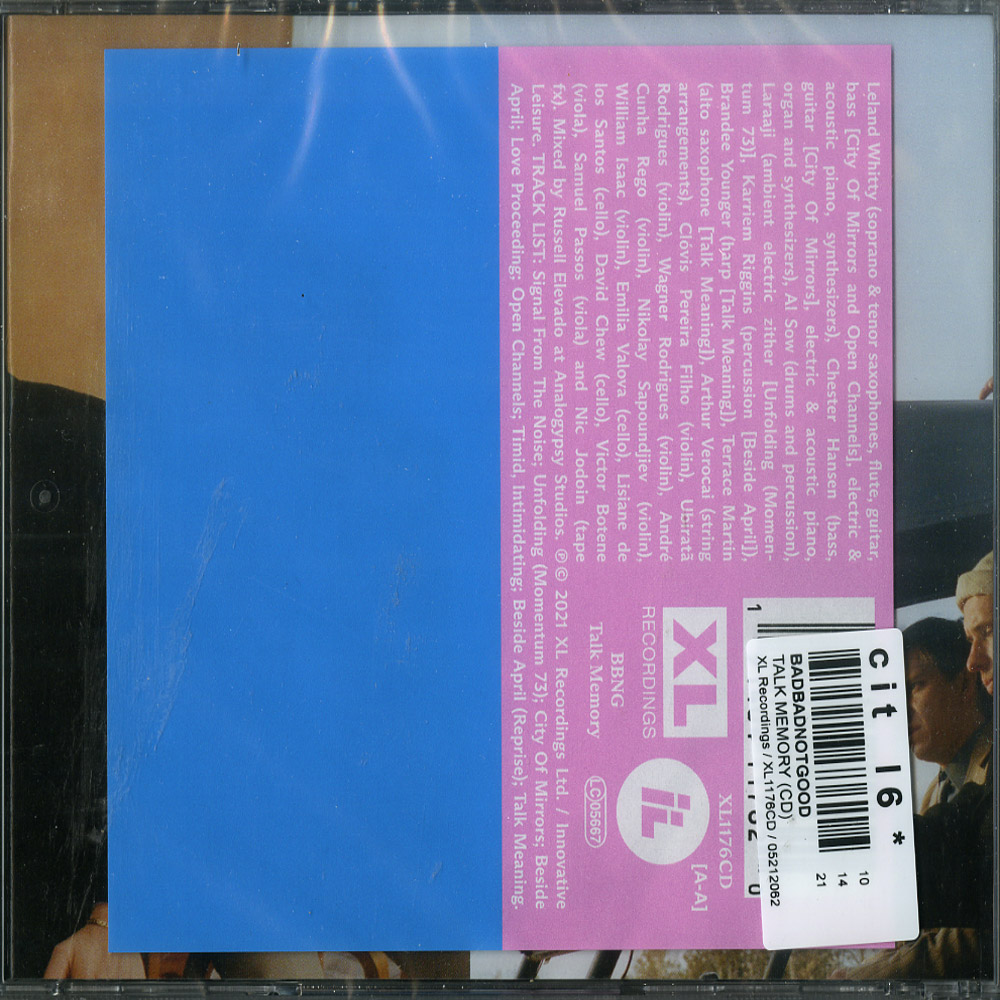 Leland Whitty (soprano & tenor saxophones, flute, guitar,
bass [City Of Mirrors and Open Channels], electric &
acoustic piano, synthesizers), Chester Hansen (bass,
guitar [City Of Mirrors], electric & acoustic piano,
organ and synthesizers), Al Sow (drums and percussion),
Laraaji (ambient electric zither [Unfolding (Momen-
tum 73)], Karriem Riggins (percussion [Beside April]),
Brandee Younger (harp [Talk Meaning]), Terrace Martin
(alto saxophone [Talk Meaning]), Arthur Verocai (string
arrangements), Clóvis Pereira Filho (violin), Ubiratã
Rodrigues (violin), Wagner Rodrigues (violin), André
Cunha Rego (violin), Nikolay Sapoundjiev (violin),
William Isaac (violin), Emilia Valova (cello), Lisiane de
los Santos (cello), David Chew (cello), Victor Botene
(viola), Samuel Passos (viola) and Nic Jodoin (tape
fx). Mixed by Russell Elevado at Analogypsy Studios. ℗© 2021 XL Recordings Ltd. / Innovative
Leisure. TRACK LIST: Signal From The Noise; Unfolding (Momentum 73); City Of Mirrors; Beside
April; Love Proceeding; Open Channels; Timid, Intimidating; Beside April (Reprise); Talk Meaning.
1
XL
RECORDINGS
BBNG
Talk Memory
XL1176CD
[A-A]
iL
LC05667
cit 16 *
10
14
21
BADBADNOTGOOD
TALK MEMORY (CD)
XL Recordings / XL1176CD / 05212062